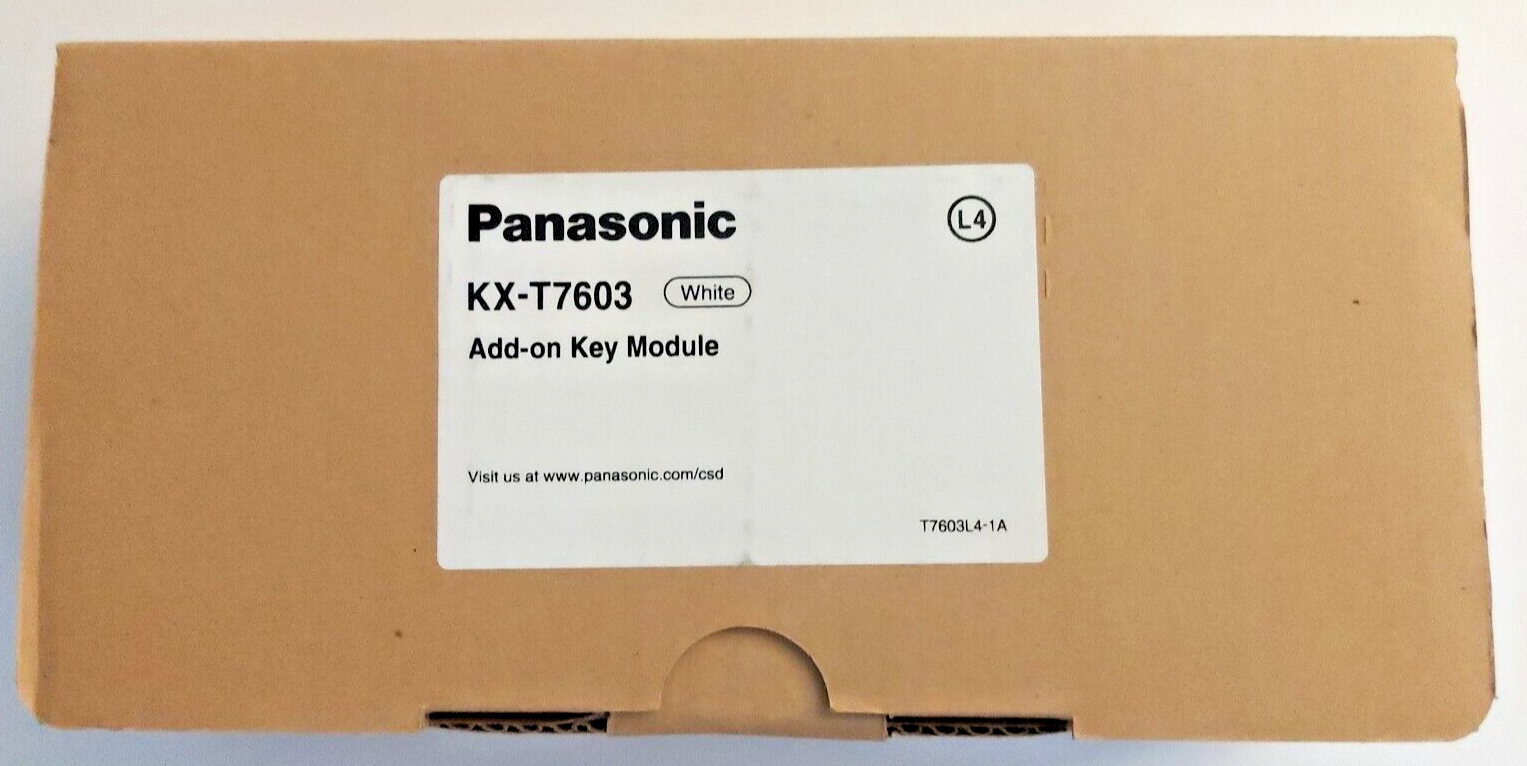 Panasonic
L4
KX-T7603 White
Add-on Key Module
Visit us at www.panasonic.com/csd
T7603L4-1A